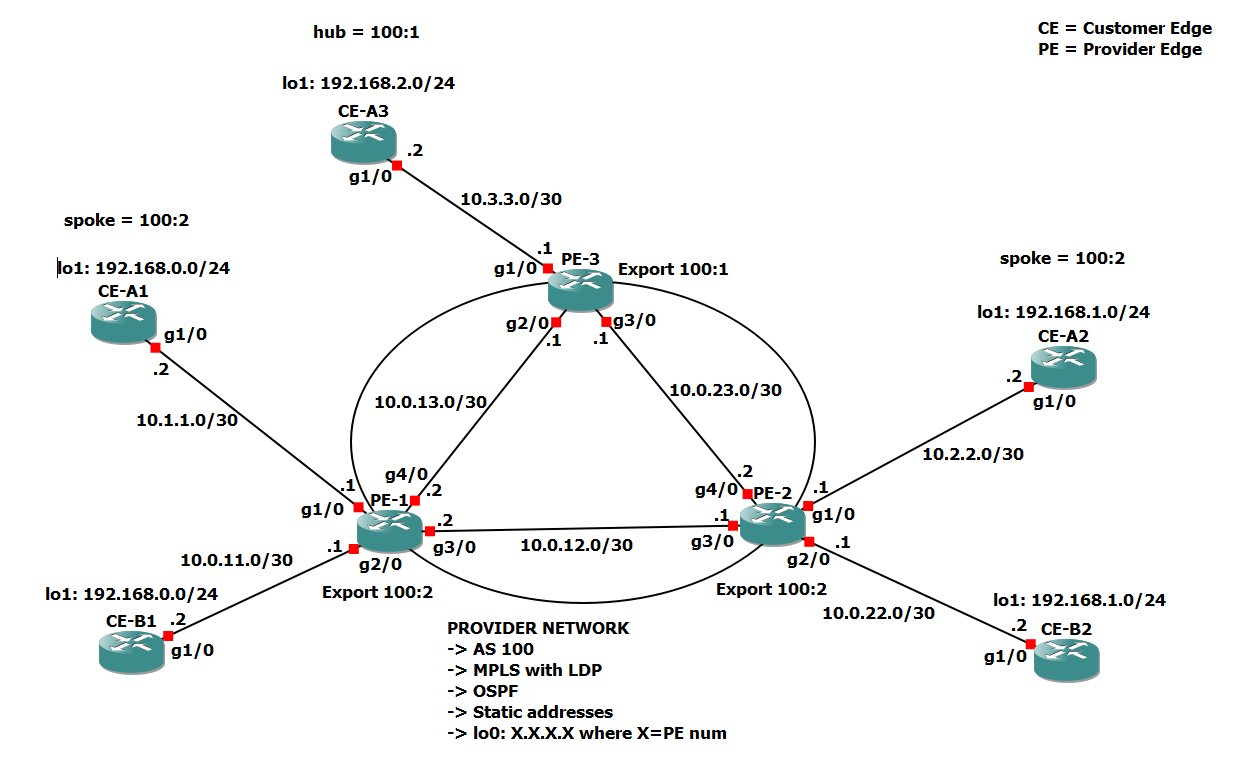 hub = 100:1
CE = Customer Edge
PE = Provider Edge
lo1: 192.168.2.0/24
CE-A3
.2
g1/0
10.3.3.0/30
spoke = 100:2
.1
PE-3
g1/0
Export 100:1
spoke = 100:2
lo1: 192.168.0.0/24
CE-A1
g1/0
.2
g2/0
g3/0
.1
.1
lo1: 192.168.1.0/24
CE-A2
.2
g1/0
10.1.1.0/30
10.0.13.0/30
10.0.23.0/30
10.2.2.0/30
g4/0
.2
.1
PE-1
g1/0
.2
g4/0
PE-2
.1
g1/0
.2
g3/0
.1
g3/0
10.0.12.0/30
.1
g2/0
10.0.11.0/30
.1
g2/0
Export 100:2
Export 100:2
lo1: 192.168.0.0/24
CE-B1
.2
g1/0
10.0.22.0/30
lo1: 192.168.1.0/24
.2
CE-B2
g1/0
PROVIDER NETWORK
-> AS 100
-> MPLS with LDP
-> OSPF
-> Static addresses
-> lo0: X.X.X.X where X=PE num